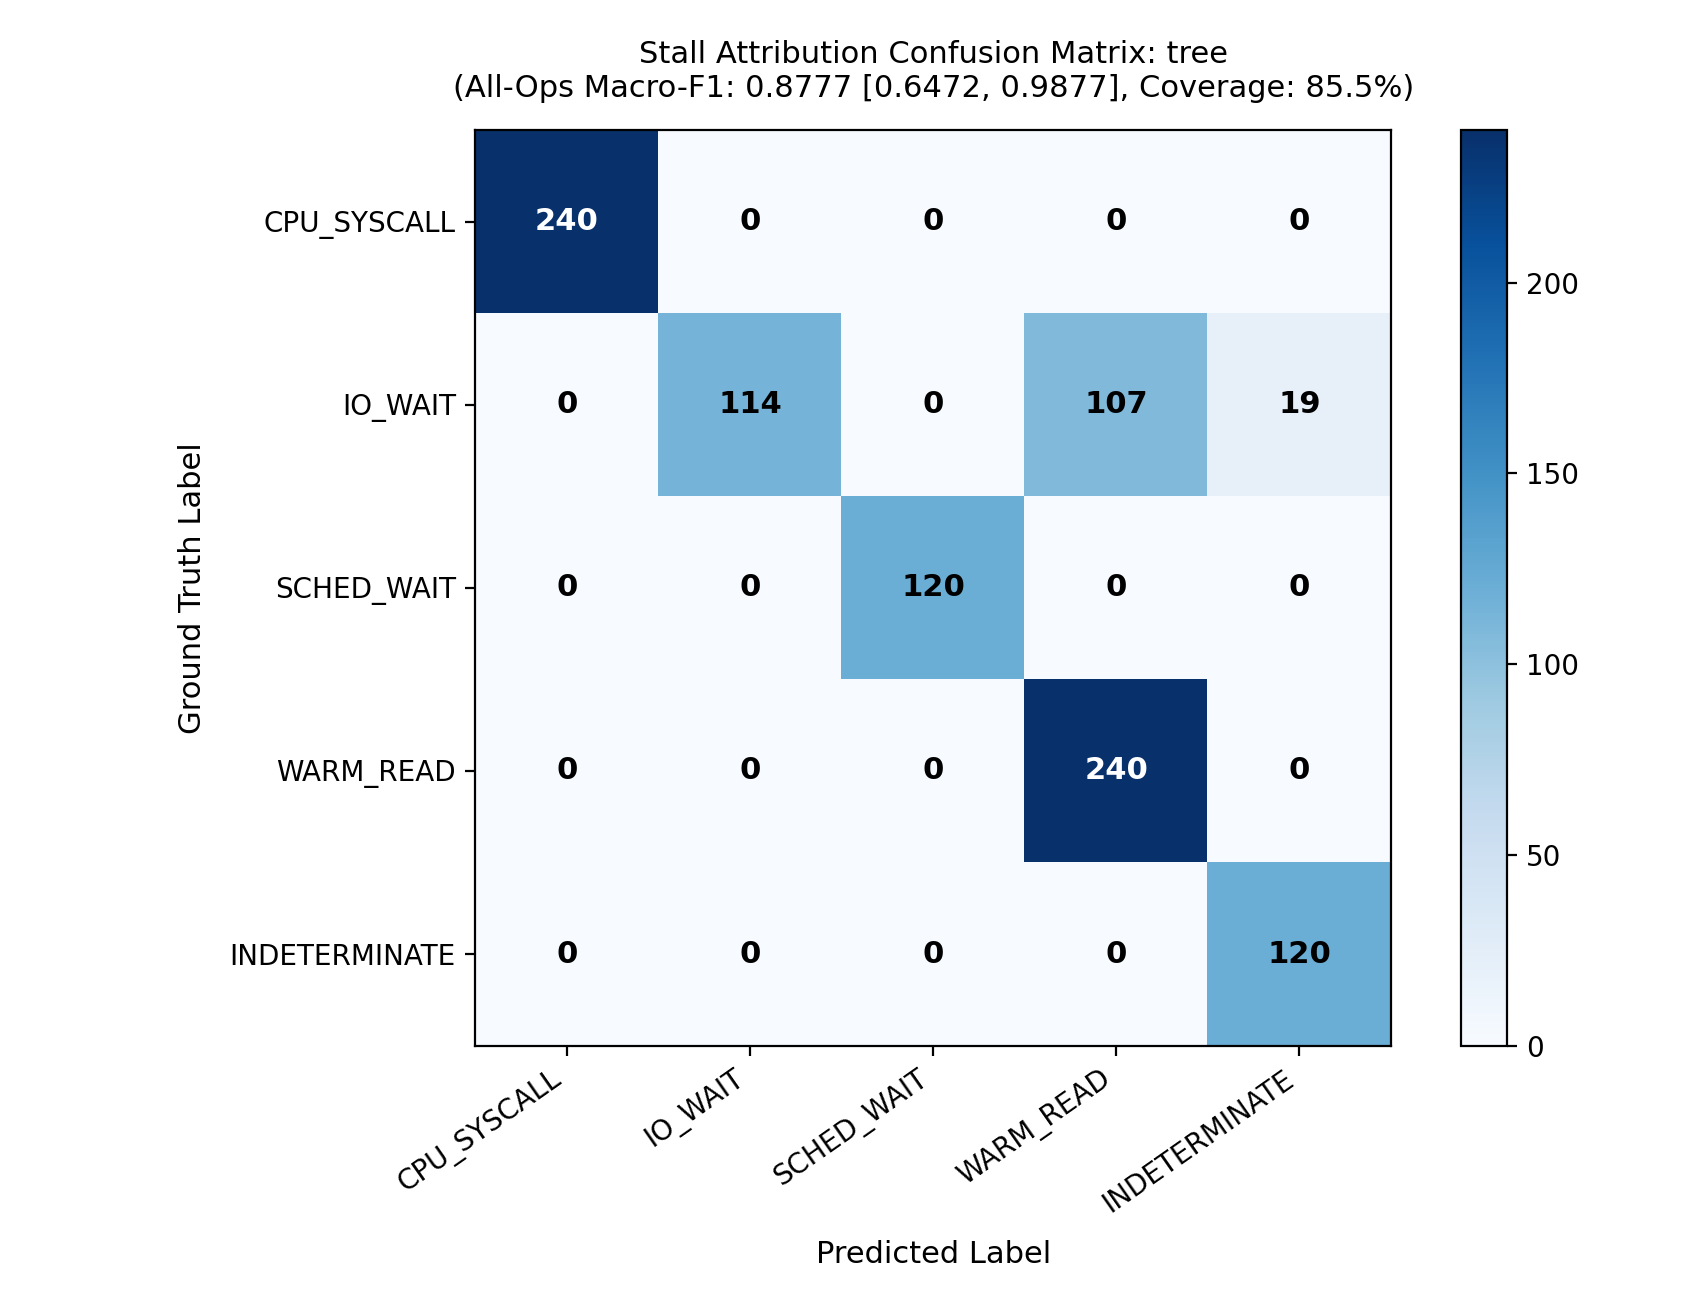 Stall Attribution Confusion Matrix: tree
(All-Ops Macro-F1: 0.8777 [0.6472, 0.9877], Coverage: 85.5%)
CPU_SYSCALL 240 0 0 0 0
IO_WAIT 0 114 0 107 19
SCHED_WAIT 0 0 120 0 0
WARM_READ 0 0 0 240 0
INDETERMINATE 0 0 0 0 120
Ground Truth Label
CPU_SYSCALL IO_WAIT SCHED_WAIT WARM_READ INDETERMINATE
Predicted Label
200
150
100
50
0